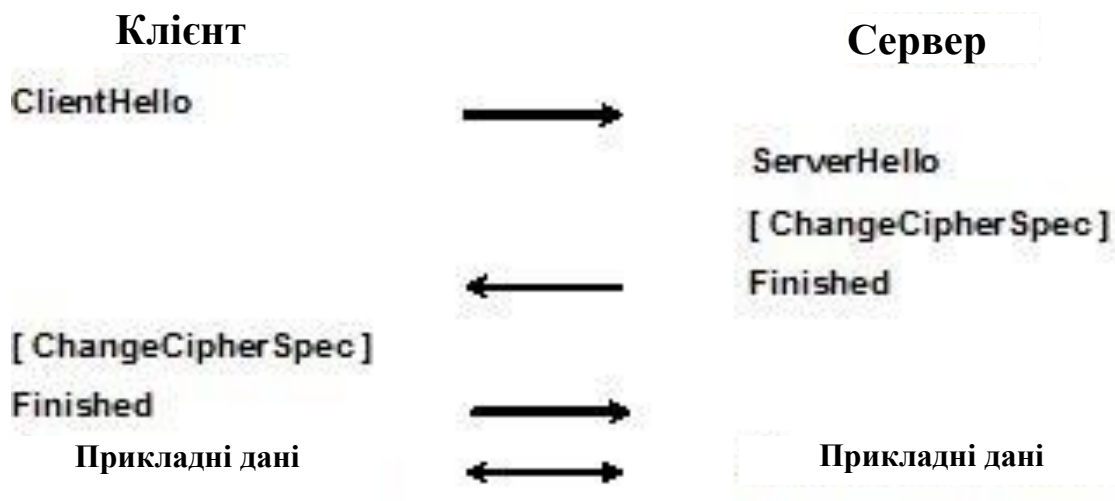 Клієнт
Сервер
ClientHello
ServerHello
[ ChangeCipherSpec ]
Finished
[ ChangeCipherSpec ]
Finished
Прикладні дані
Прикладні дані